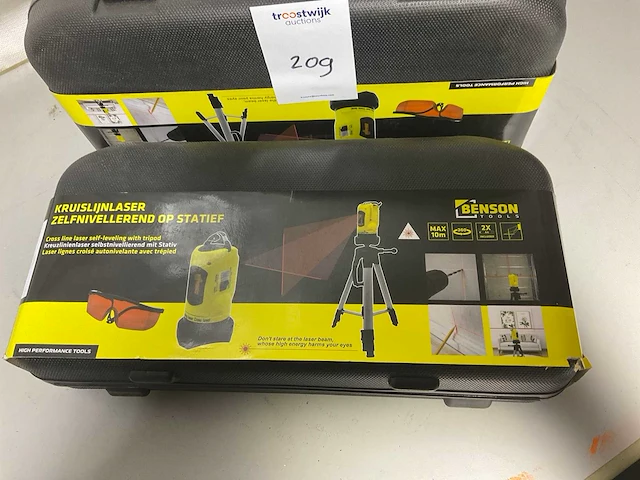 troostwijk
auctions
209
HIGH PERFORMANCE TOOLS
KRUISLIJNLASER
ZELFNIVELLEREND OP STATIEF
Cross line laser self-leveling with tripod
Kreuzlinienlaser selbstnivellierend mit Stativ
Laser lignes croisé autonivelante avec trépied
BENSON
TOOLS
MAX
10m
360°
2X
Don't stare at the laser beam,
whose high energy harms your eyes
HIGH PERFORMANCE TOOLS